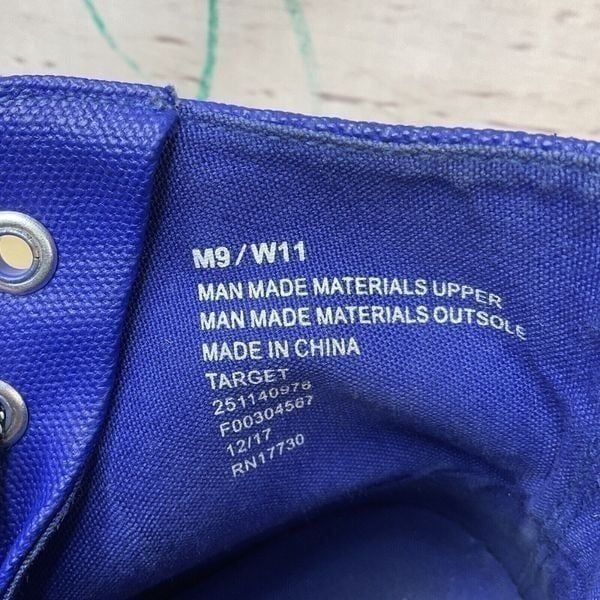 M9/W11
MAN MADE MATERIALS UPPER
MAN MADE MATERIALS OUTSOLE
MADE IN CHINA
TARGET
251140978
F00304567
12/17
RN17730